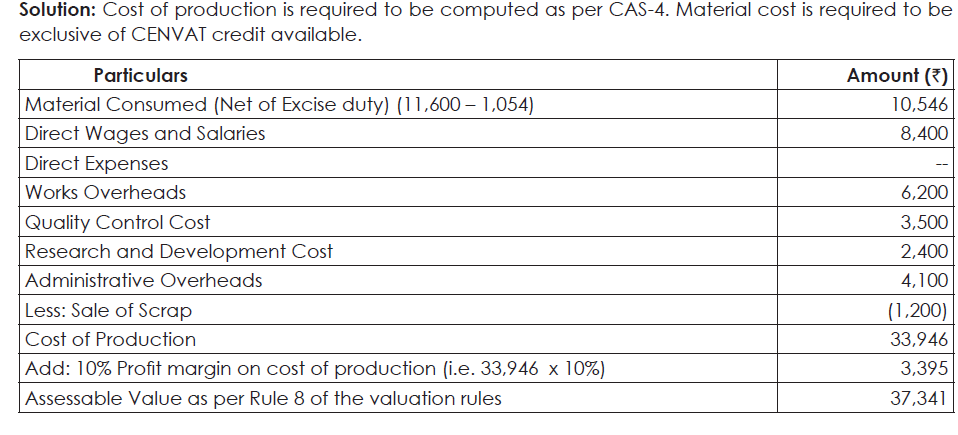 Solution: Cost of production is required to be computed as per CAS-4. Material cost is required to be
exclusive of CENVAT credit available.
Particulars Amount (₹)
Material Consumed (Net of Excise duty) (11,600 – 1,054) 10,546
Direct Wages and Salaries 8,400
Direct Expenses --
Works Overheads 6,200
Quality Control Cost 3,500
Research and Development Cost 2,400
Administrative Overheads 4,100
Less: Sale of Scrap (1,200)
Cost of Production 33,946
Add: 10% Profit margin on cost of production (i.e. 33,946 x 10%) 3,395
Assessable Value as per Rule 8 of the valuation rules 37,341